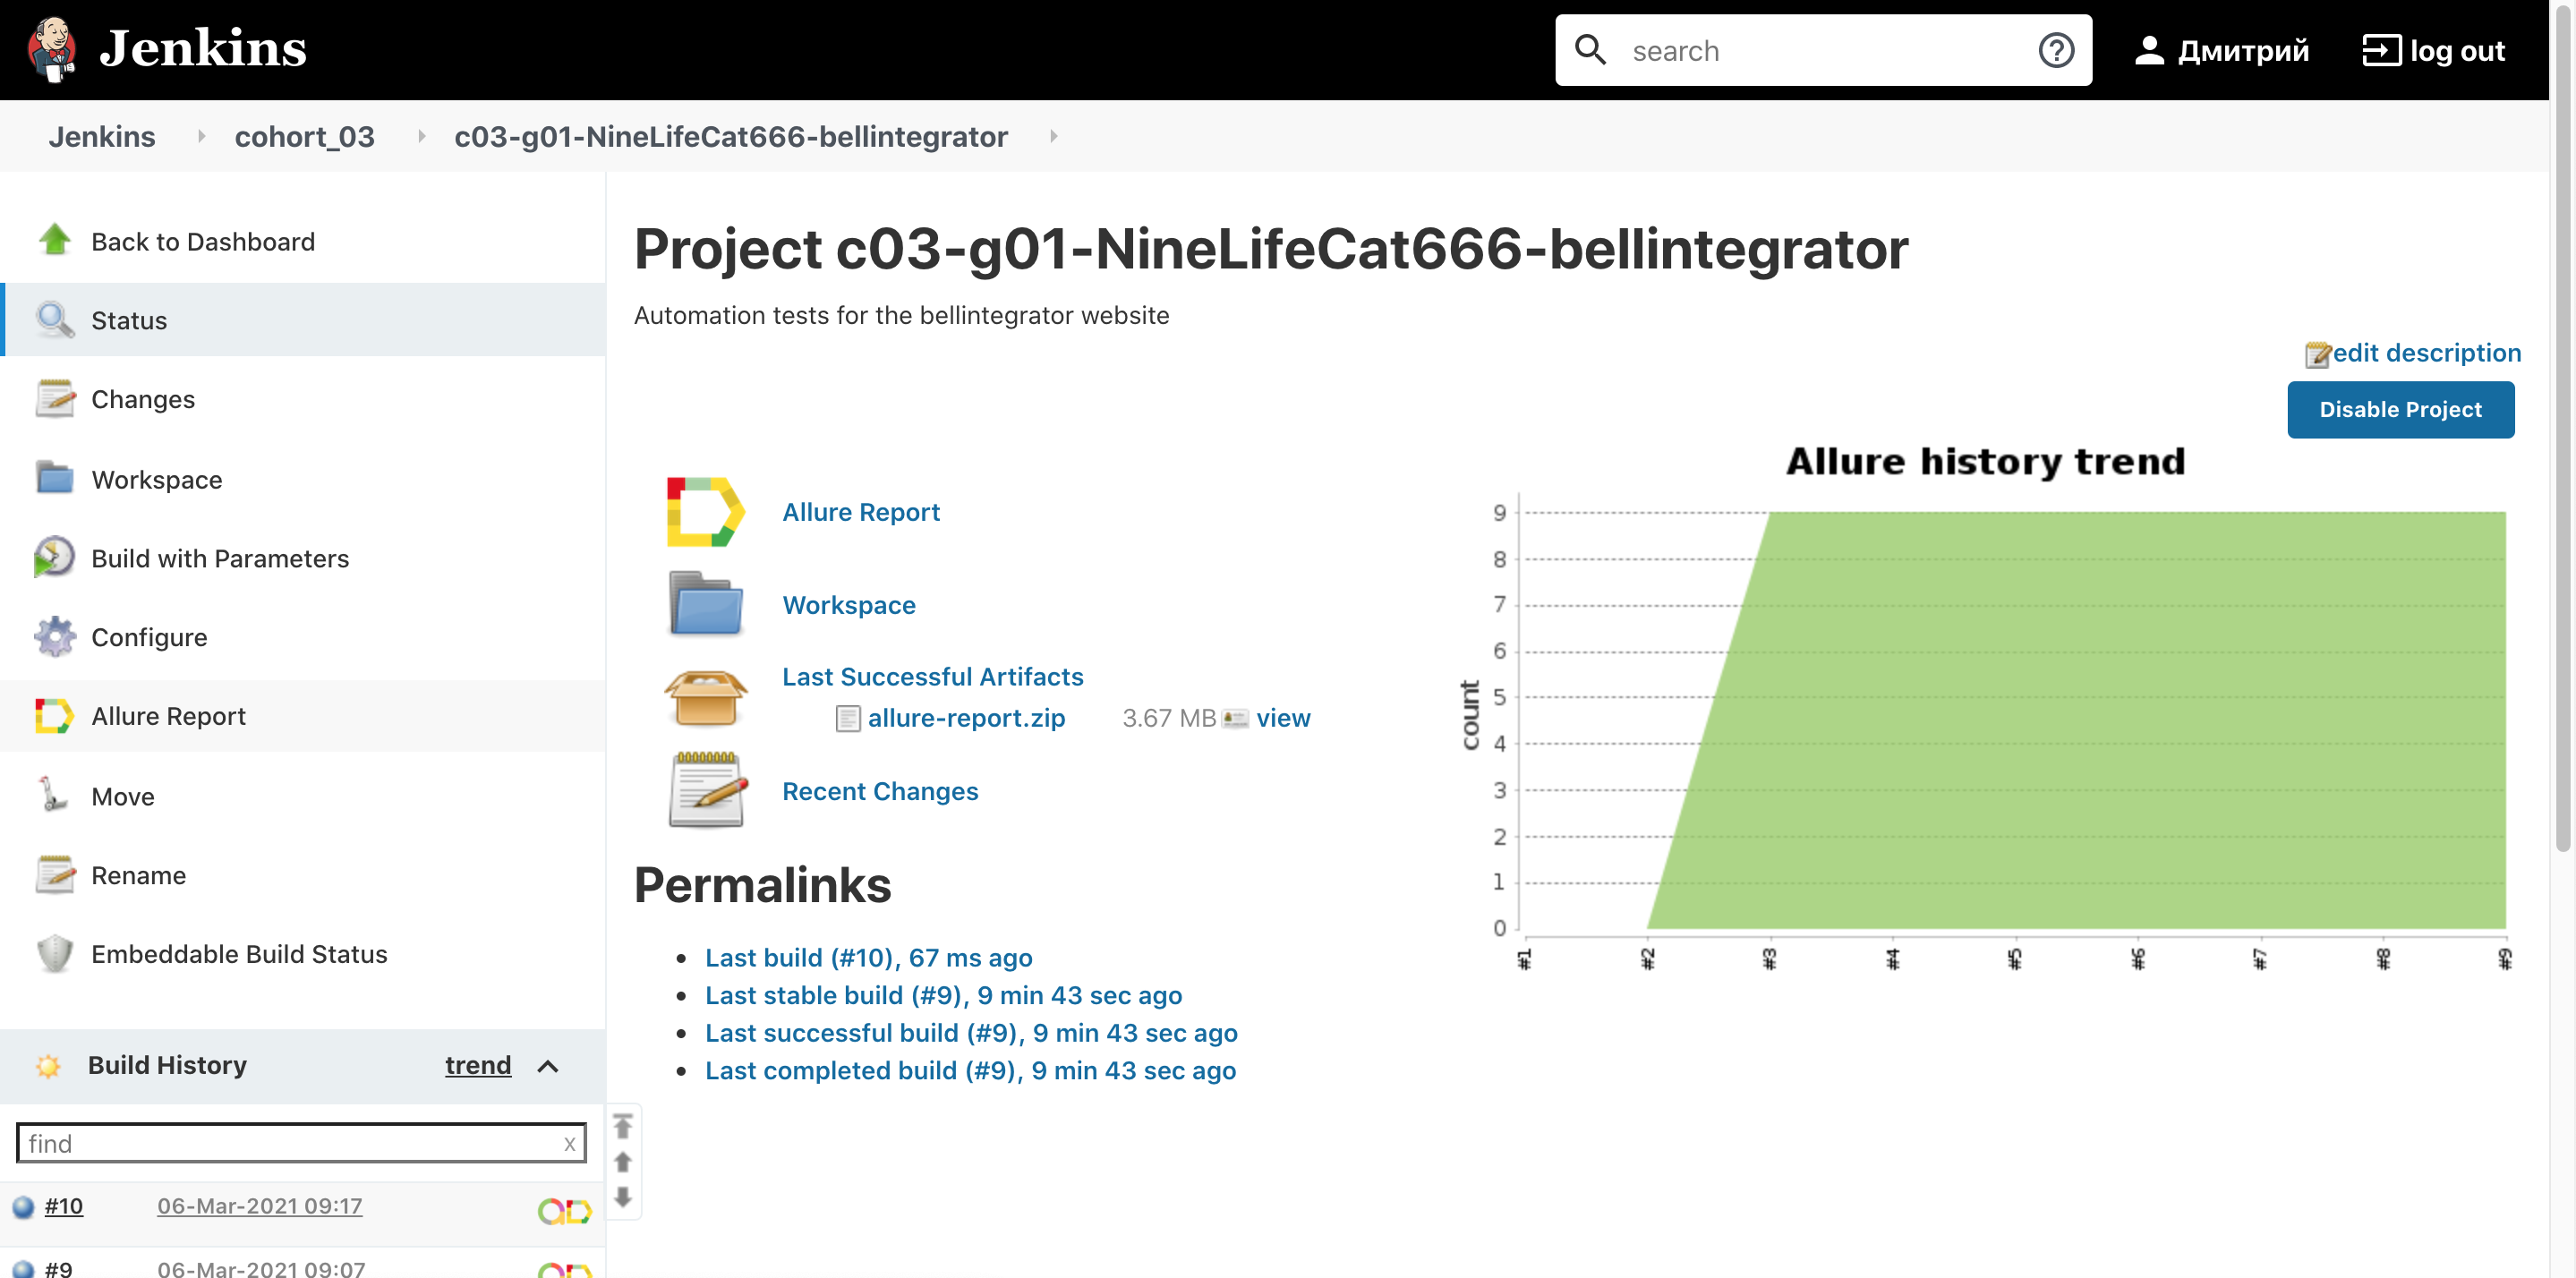 Jenkins
search
Дмитрий
log out
Jenkins
cohort_03
c03-g01-NineLifeCat666-bellintegrator
Back to Dashboard
Status
Changes
Workspace
Build with Parameters
Configure
Allure Report
Move
Rename
Embeddable Build Status
Build History
trend
find
x
#10
06-Mar-2021 09:17
#9
06-Mar-2021 09:07
Project c03-g01-NineLifeCat666-bellintegrator
Automation tests for the bellintegrator website
edit description
Disable Project
Allure Report
Workspace
Last Successful Artifacts
allure-report.zip 3.67 MB view
Recent Changes
Permalinks
Last build (#10), 67 ms ago
Last stable build (#9), 9 min 43 sec ago
Last successful build (#9), 9 min 43 sec ago
Last completed build (#9), 9 min 43 sec ago
Allure history trend
count
9
8
7
6
5
4
3
2
1
0
#1
#2
#3
#4
#5
#6
#7
#8
#9